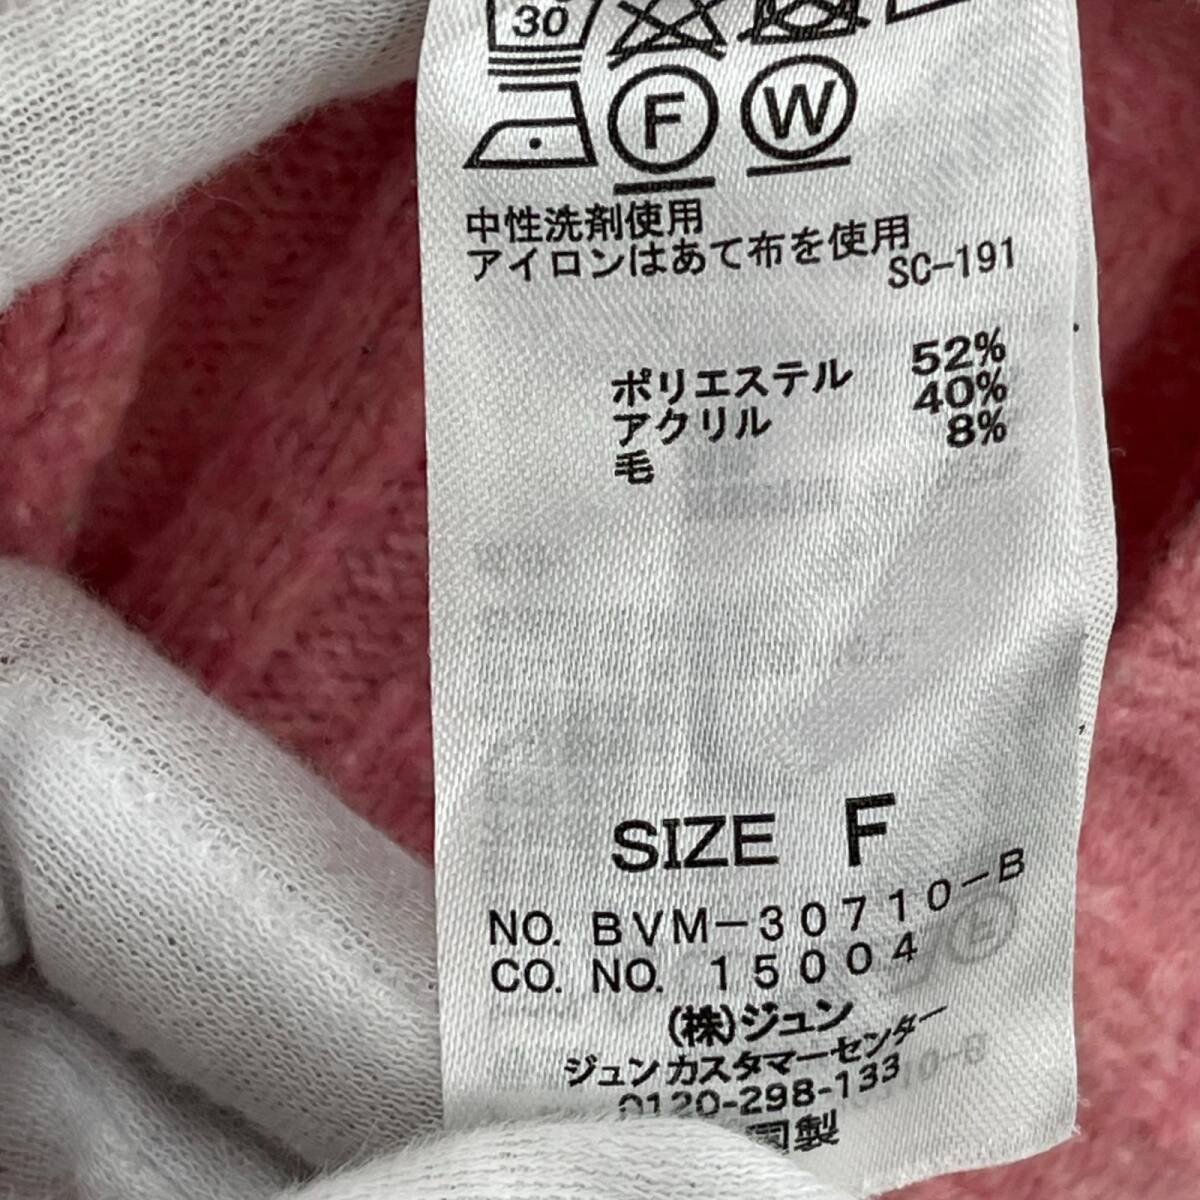 30
F W
中性洗剤使用
アイロンはあて布を使用
SC-191
ポリエステル 52%
アクリル 40%
毛 8%
SIZE F
NO. BVM-30710-B
CO. NO. 15004
(株)ジュン
ジュンカスタマーセンター
0120-298-133
国製